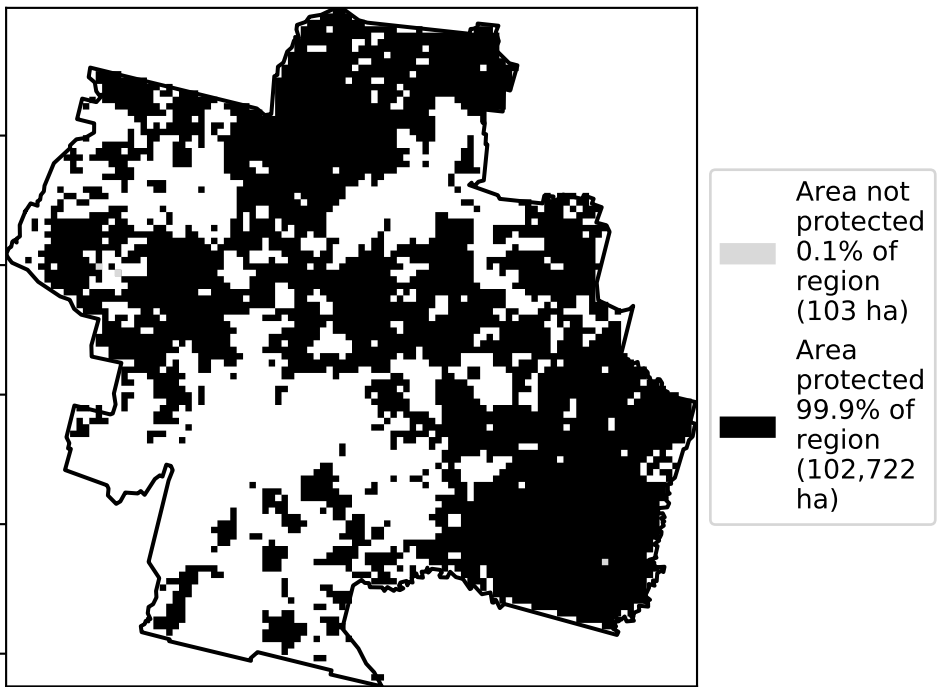 Area not
protected
0.1% of
region
(103 ha)
Area
protected
99.9% of
region
(102,722
ha)